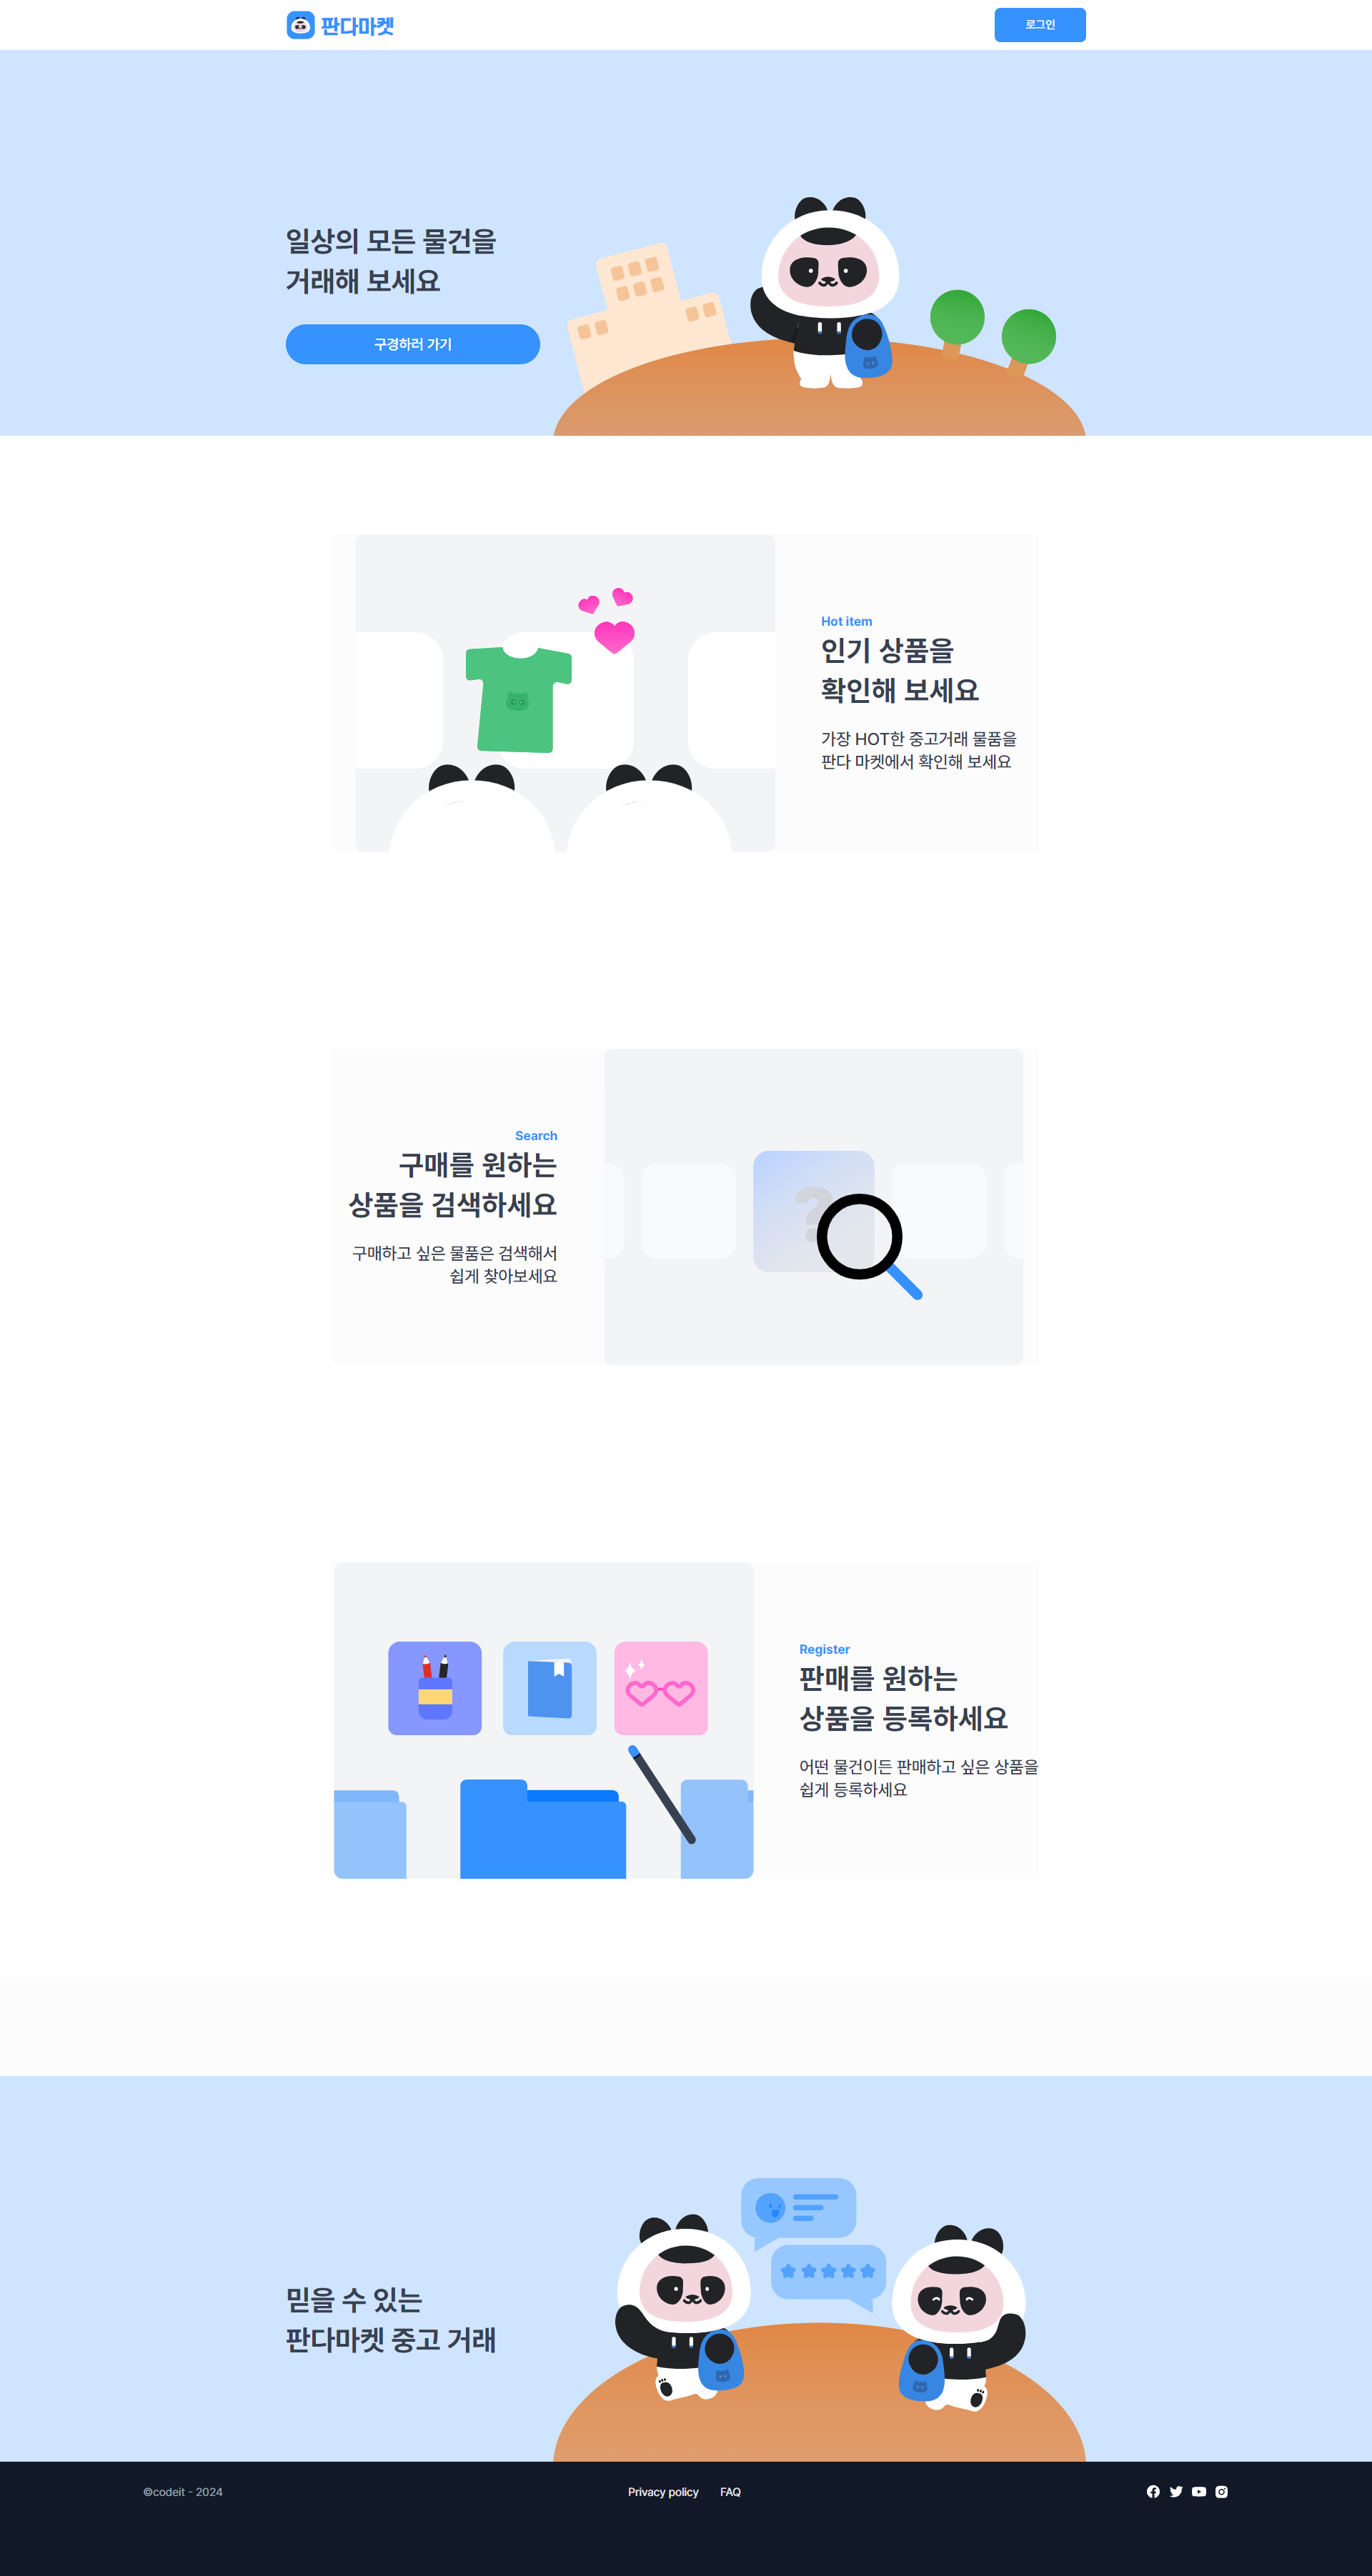 판다마켓
로그인
일상의 모든 물건을
거래해 보세요
구경하러 가기
Hot item
인기 상품을
확인해 보세요
가장 HOT한 중고거래 물품을
판다 마켓에서 확인해 보세요
Search
구매를 원하는
상품을 검색하세요
구매하고 싶은 물품은 검색해서
쉽게 찾아보세요
?
Register
판매를 원하는
상품을 등록하세요
어떤 물건이든 판매하고 싶은 상품을
쉽게 등록하세요
믿을 수 있는
판다마켓 중고 거래
©codeit - 2024
Privacy policy
FAQ